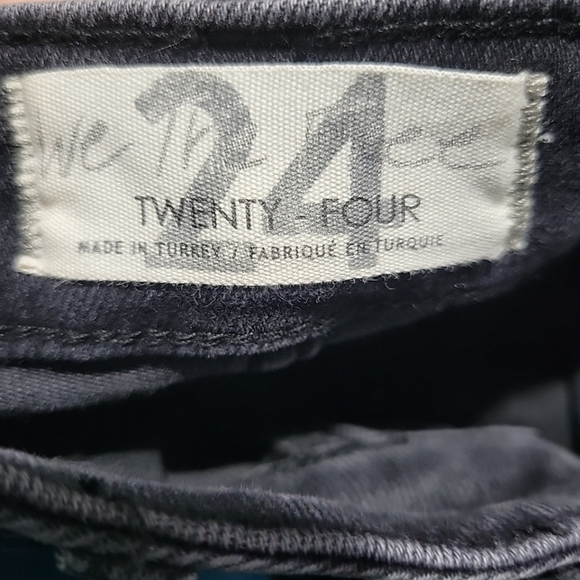 We The Free
24
TWENTY - FOUR
MADE IN TURKEY / FABRIQUÉ EN TURQUIE